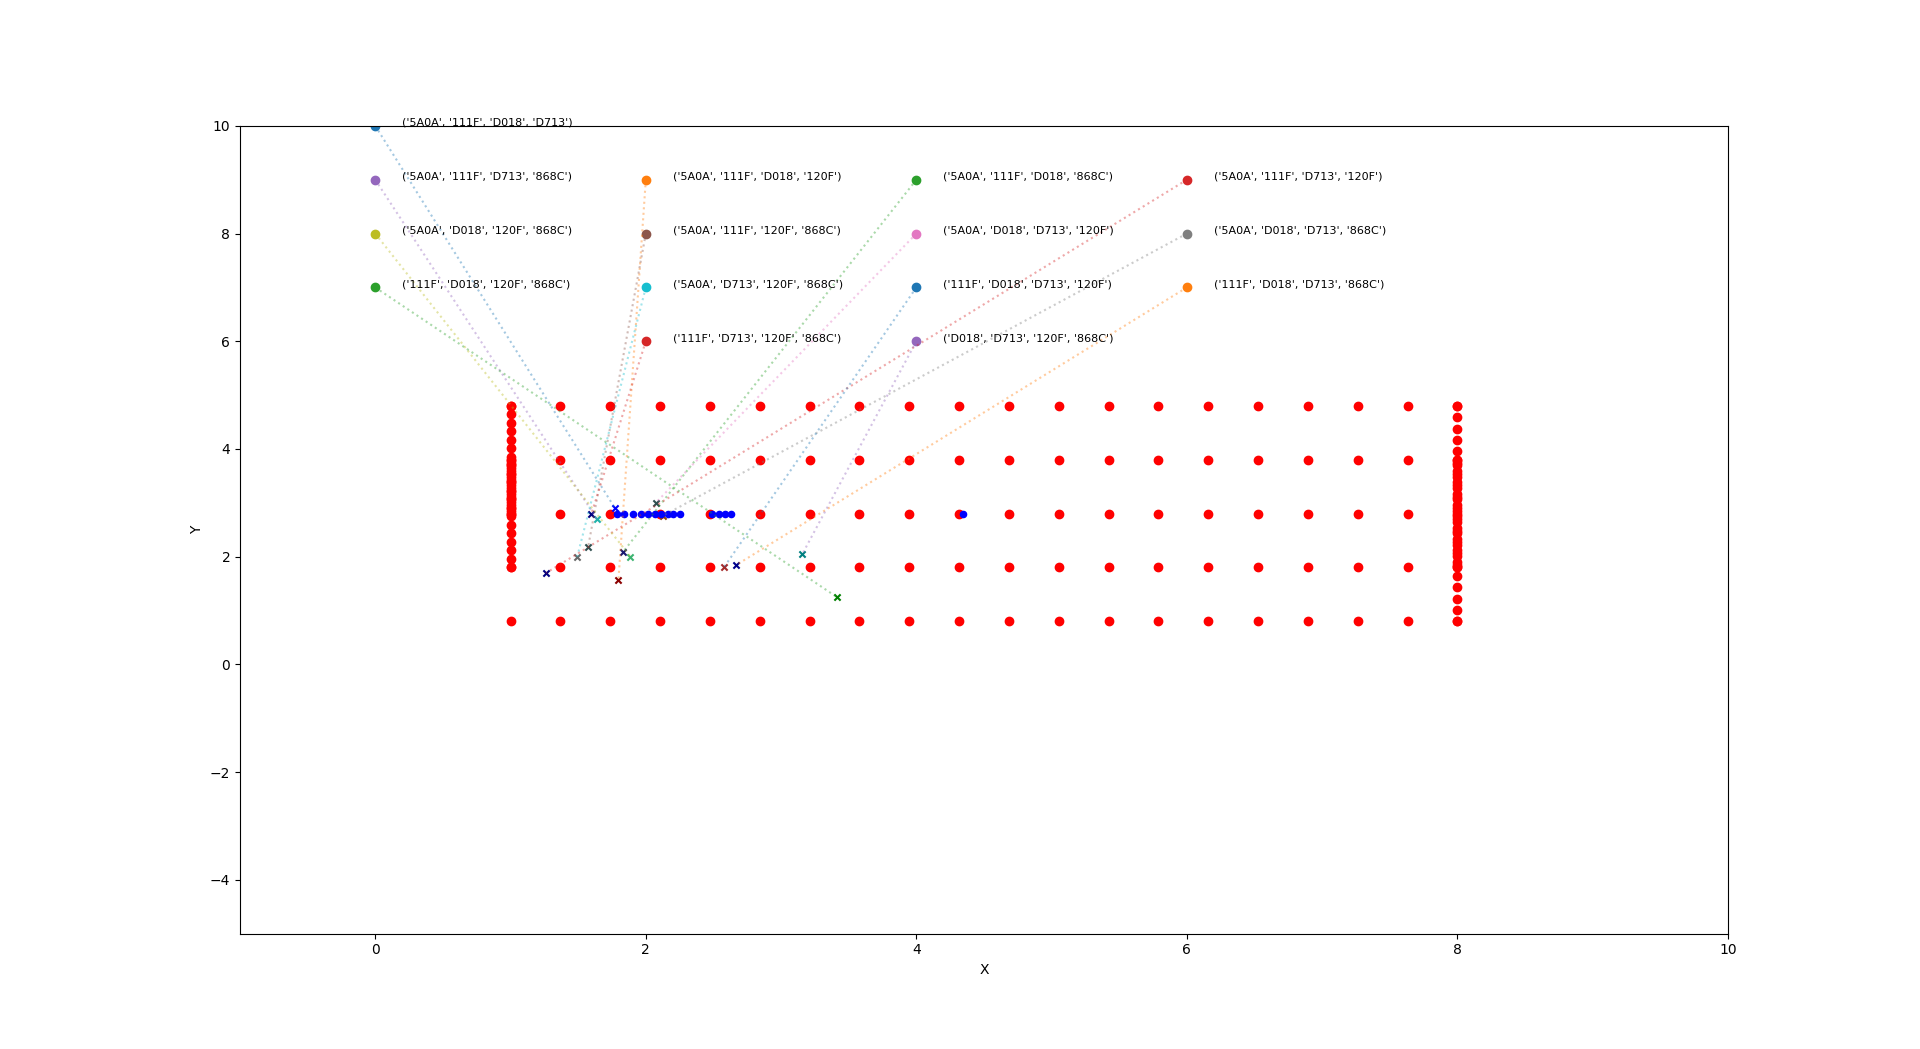 10
('5A0A', '111F', 'D018', 'D713')
('5A0A', '111F', 'D713', '868C')
('5A0A', '111F', 'D018', '120F')
('5A0A', '111F', 'D018', '868C')
('5A0A', '111F', 'D713', '120F')
8
('5A0A', 'D018', '120F', '868C')
('5A0A', '111F', '120F', '868C')
('5A0A', 'D018', 'D713', '120F')
('5A0A', 'D018', 'D713', '868C')
('111F', 'D018', '120F', '868C')
('5A0A', 'D713', '120F', '868C')
('111F', 'D018', 'D713', '120F')
('111F', 'D018', 'D713', '868C')
6
('111F', 'D713', '120F', '868C')
('D018', 'D713', '120F', '868C')
4
Y
2
0
−2
−4
0 2 4 6 8 10
X